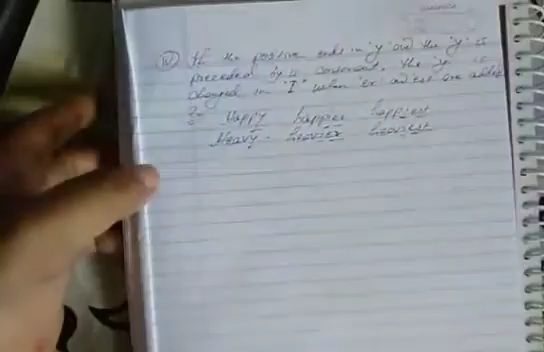 IV) If the positive ends in 'y' and the 'y' is
preceded by a consonant, the 'y' is
changed in "I" when 'er' and est are added
Happy happier happiest
Heavy - heavier heaviest